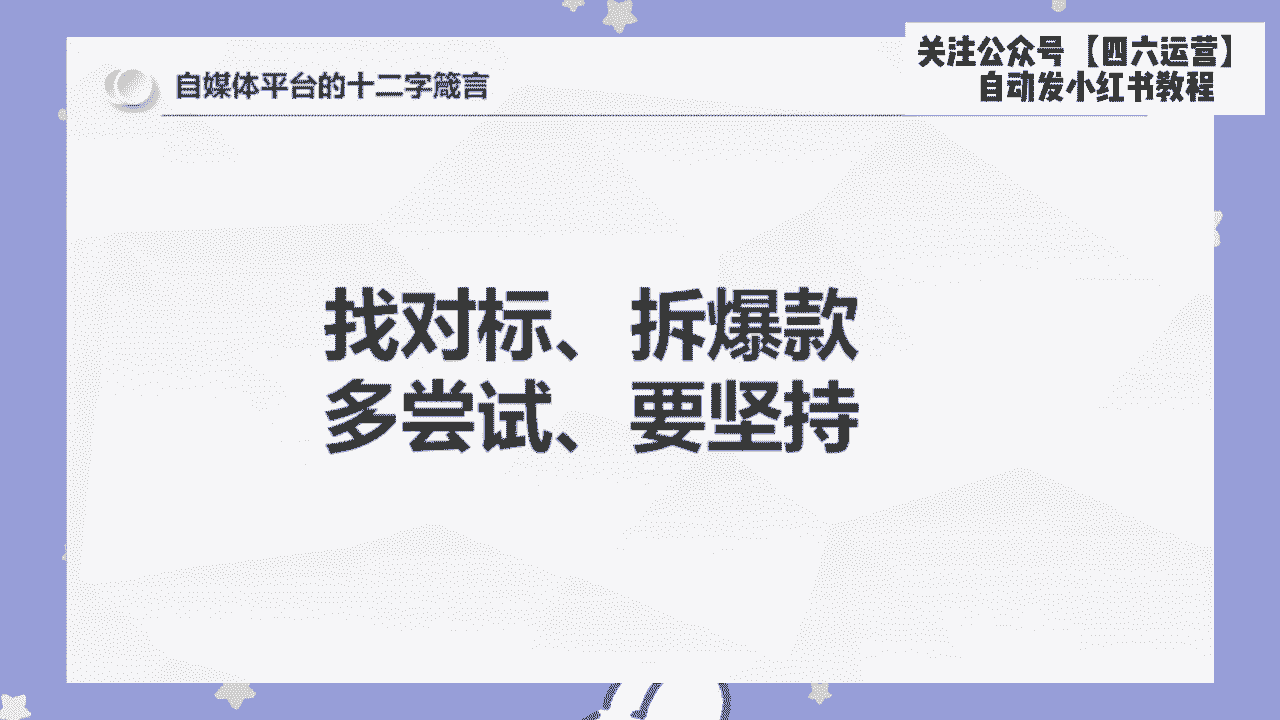 关注公众号【四六运营】
自动发小红书教程
自媒体平台的十二字箴言
找对标、拆爆款
多尝试、要坚持